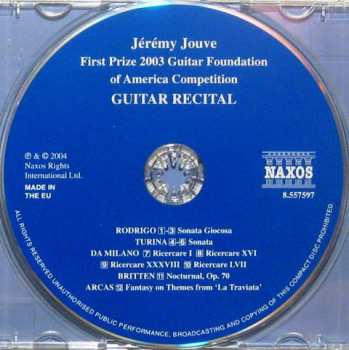 Jérémy Jouve
First Prize 2003 Guitar Foundation
of America Competition
GUITAR RECITAL
℗ & © 2004
Naxos Rights
International Ltd.
MADE IN
THE EU
NAXOS
8.557597
RODRIGO 1-3 Sonata Giocosa
TURINA 4-6 Sonata
DA MILANO 7 Ricercare I 8 Ricercare XVI
9 Ricercare XXXVIII 10 Ricercare LVII
BRITTEN 11 Nocturnal, Op. 70
ARCAS 12 Fantasy on Themes from 'La Traviata'
ALL RIGHTS RESERVED. UNAUTHORISED PUBLIC PERFORMANCE, BROADCASTING AND COPYING OF THIS COMPACT DISC PROHIBITED.